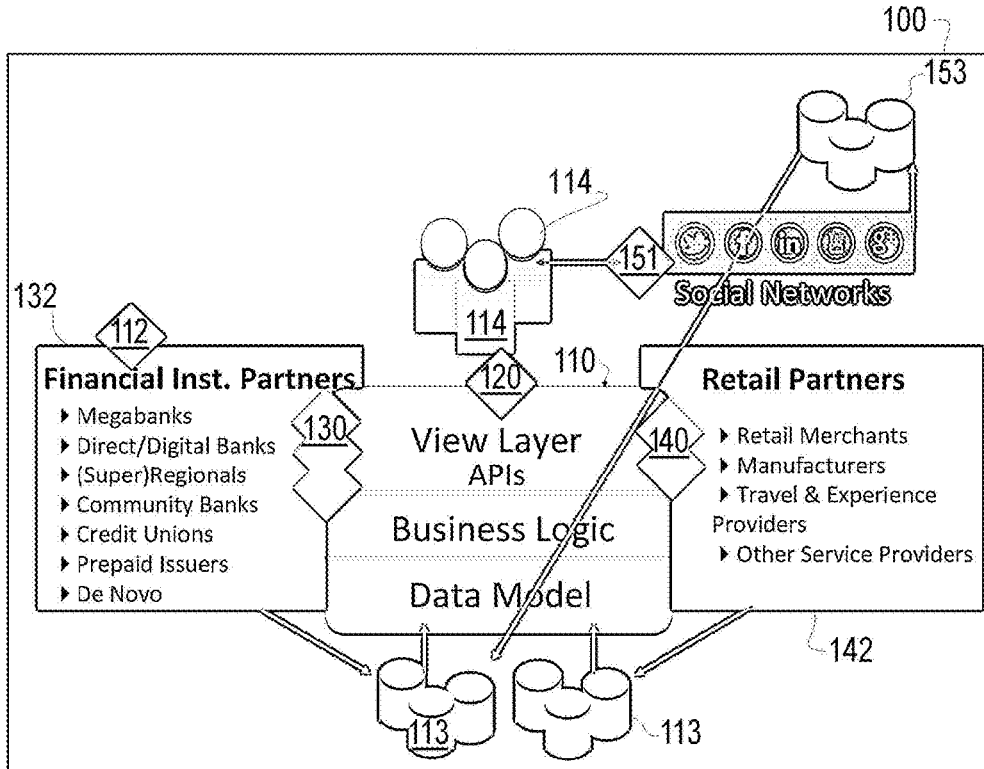 100
153
114
151
f
in
g+
Social Networks
132
112
114
120
110
Financial Inst. Partners
Megabanks
Direct/Digital Banks
(Super)Regionals
Community Banks
Credit Unions
Prepaid Issuers
De Novo
130
View Layer
APIs
Business Logic
Data Model
140
Retail Partners
Retail Merchants
Manufacturers
Travel & Experience
Providers
Other Service Providers
142
113
113